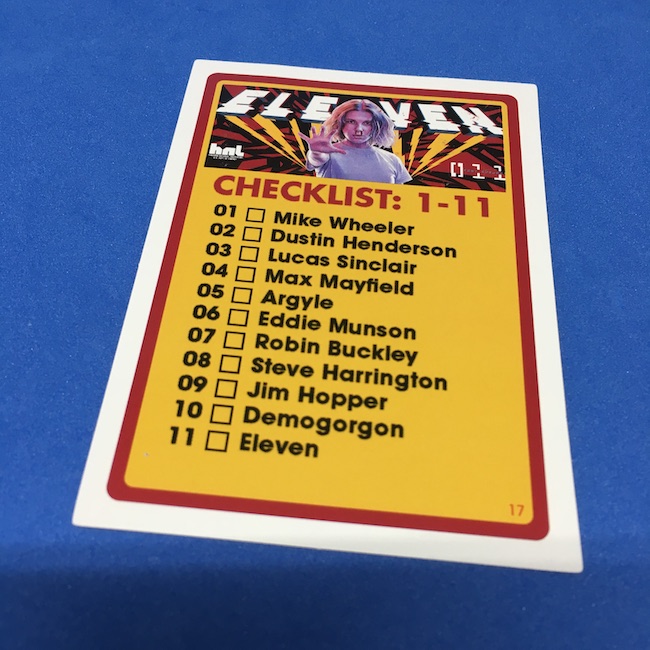 ELEVEN
hnl
011
CHECKLIST: 1-11
01 Mike Wheeler
02 Dustin Henderson
03 Lucas Sinclair
04 Max Mayfield
05 Argyle
06 Eddie Munson
07 Robin Buckley
08 Steve Harrington
09 Jim Hopper
10 Demogorgon
11 Eleven
17